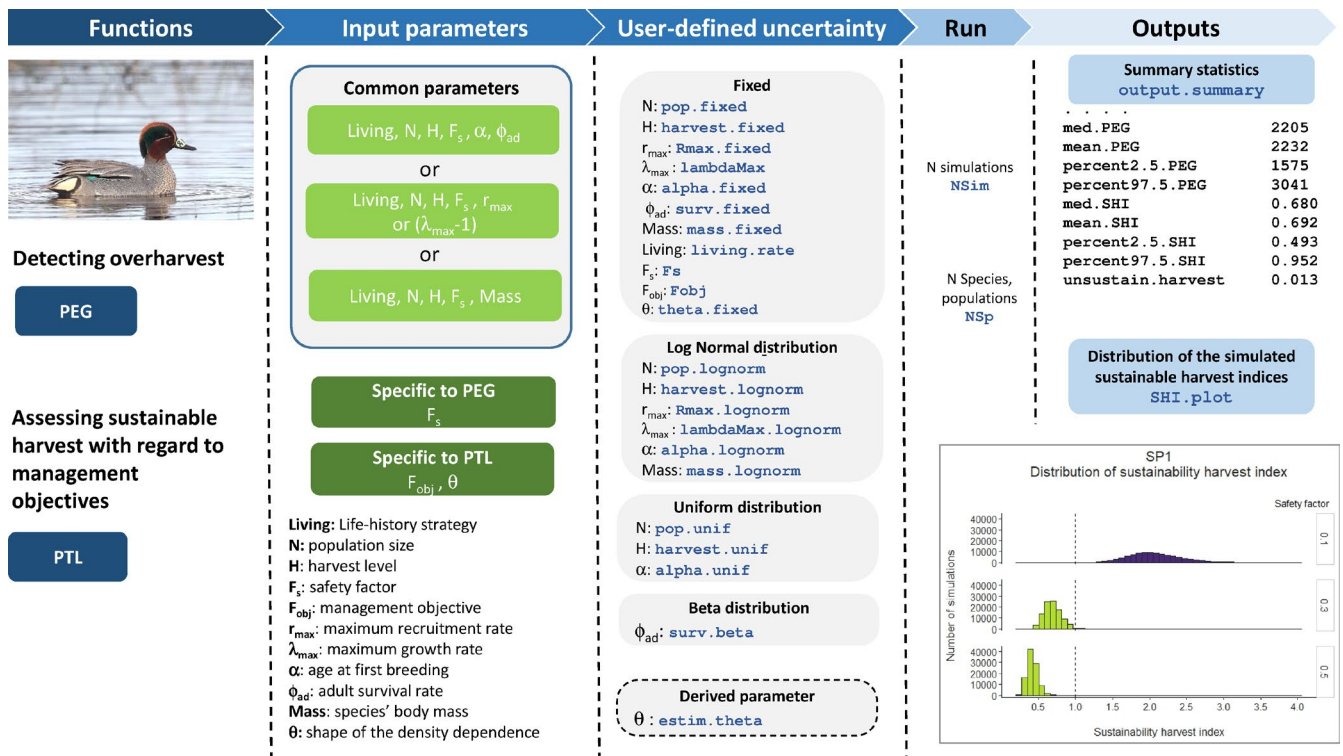 Functions
Input parameters
User-defined uncertainty
Run
Outputs
Detecting overharvest
PEG
Assessing sustainable
harvest with regard to
management
objectives
PTL
Common parameters
Living, N, H, Fs, α, ϕad
or
Living, N, H, Fs , rmax
or (λmax-1)
or
Living, N, H, Fs , Mass
Specific to PEG
Fs
Specific to PTL
Fobj , θ
Living: Life-history strategy
N: population size
H: harvest level
Fs: safety factor
Fobj: management objective
rmax: maximum recruitment rate
λmax: maximum growth rate
α: age at first breeding
ϕad: adult survival rate
Mass: species' body mass
θ: shape of the density dependence
Fixed
N: pop.fixed
H: harvest.fixed
rmax: Rmax.fixed
λmax: lambdaMax
α: alpha.fixed
ϕad: surv.fixed
Mass: mass.fixed
Living: living.rate
Fs: Fs
Fobj: Fobj
θ: theta.fixed
Log Normal distribution
N: pop.lognorm
H: harvest.lognorm
rmax: Rmax.lognorm
λmax: lambdaMax.lognorm
α: alpha.lognorm
Mass: mass.lognorm
Uniform distribution
N: pop.unif
H: harvest.unif
α: alpha.unif
Beta distribution
ϕad: surv.beta
Derived parameter
θ : estim.theta
N simulations
NSim
N Species,
populations
NSp
Summary statistics
output.summary
. . . .
med.PEG 2205
mean.PEG 2232
percent2.5.PEG 1575
percent97.5.PEG 3041
med.SHI 0.680
mean.SHI 0.692
percent2.5.SHI 0.493
percent97.5.SHI 0.952
unsustain.harvest 0.013
Distribution of the simulated
sustainable harvest indices
SHI.plot
SP1
Distribution of sustainability harvest index
Safety factor
Number of simulations
40000
30000
20000
10000
0
0.1
40000
30000
20000
10000
0
0.3
40000
30000
20000
10000
0
0.5
0.5 1.0 1.5 2.0 2.5 3.0 3.5 4.0
Sustainability harvest index